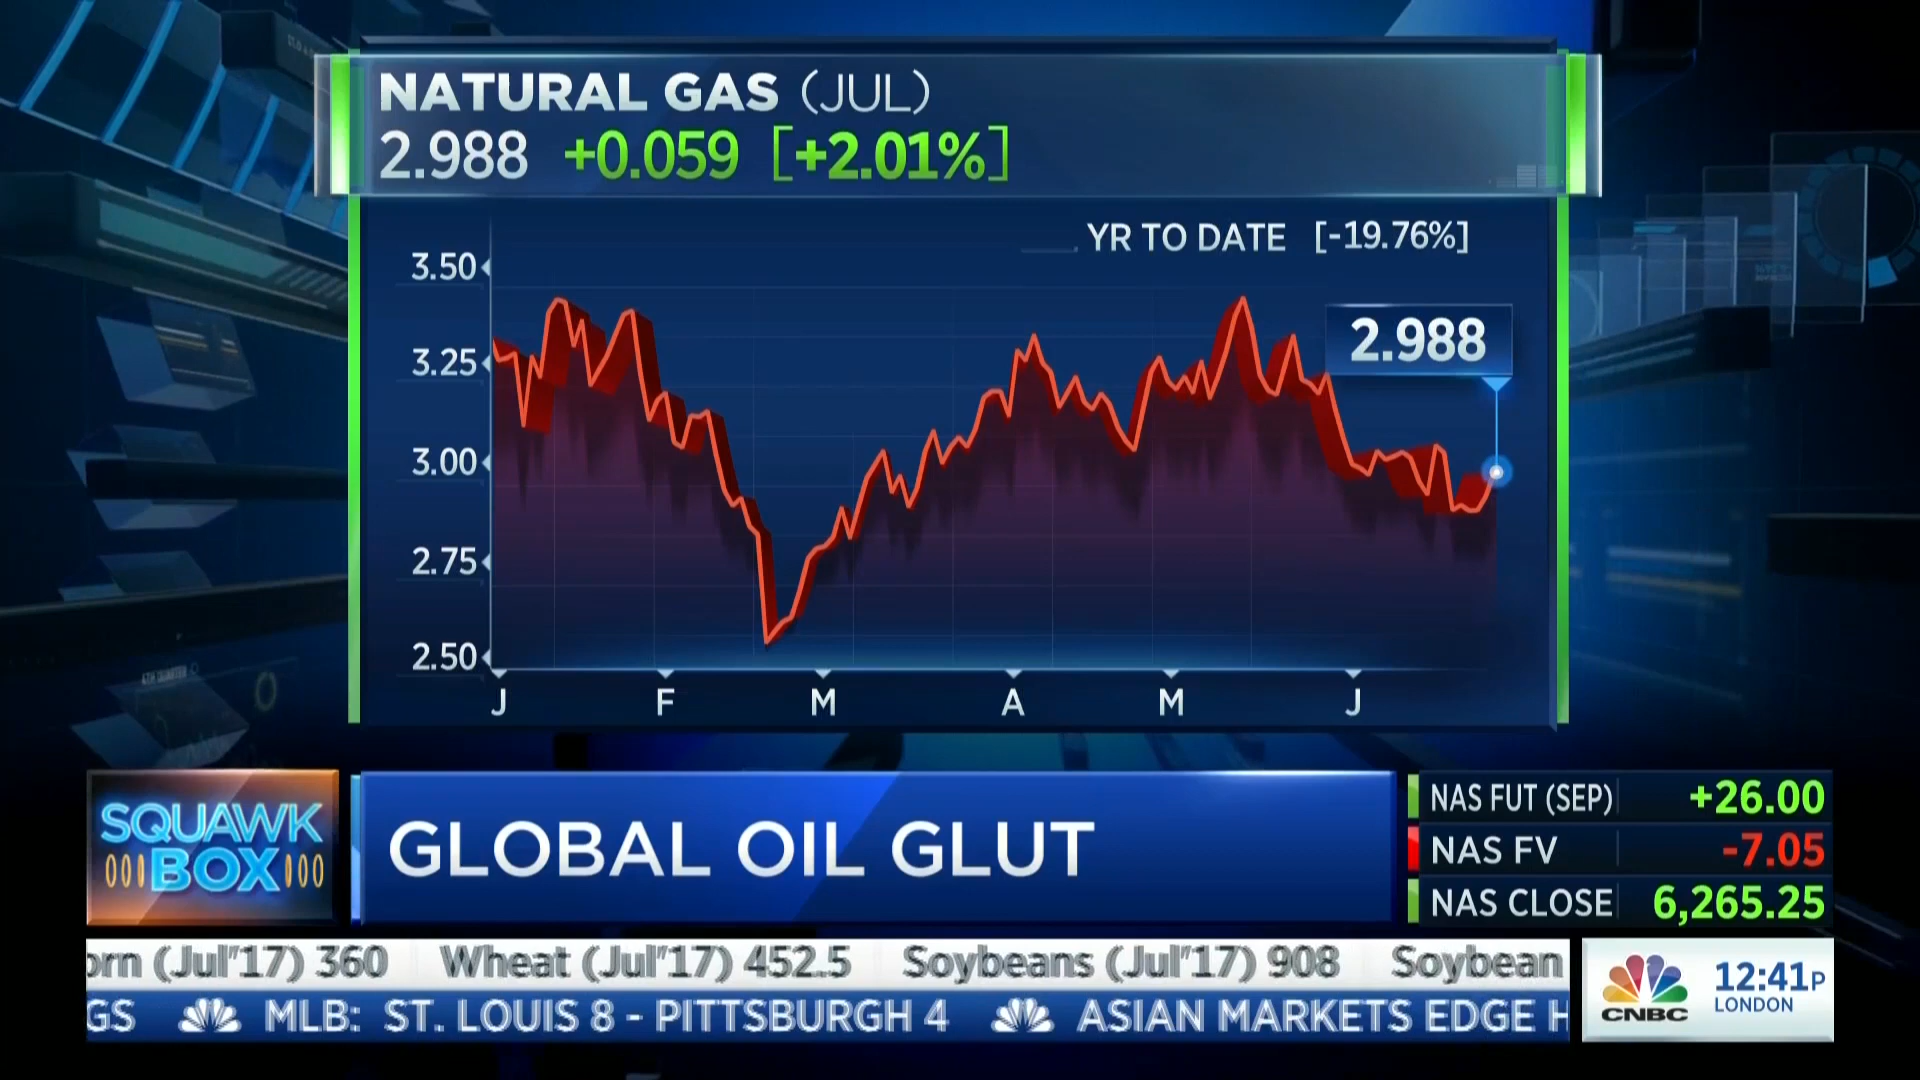 NATURAL GAS (JUL)
2.988 +0.059 [+2.01%]
YR TO DATE [-19.76%]
3.50
3.25
3.00
2.75
2.50
2.988
J F M A M J
SQUAWK
BOX
GLOBAL OIL GLUT
NAS FUT (SEP) +26.00
NAS FV -7.05
NAS CLOSE 6,265.25
orn (Jul'17) 360 Wheat (Jul'17) 452.5 Soybeans (Jul'17) 908 Soybean
GS MLB: ST. LOUIS 8 - PITTSBURGH 4 ASIAN MARKETS EDGE H
CNBC
12:41P
LONDON